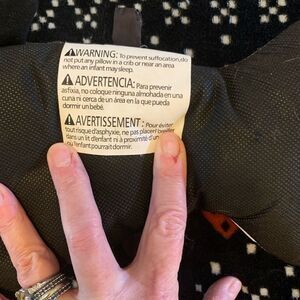 ⚠WARNING: To prevent suffocation, do
not put any pillow in a crib or near an area
where an infant may sleep.
⚠ADVERTENCIA: Para prevenir
asfixia, no coloque ninguna almohada en una
cuna ni cerca de un área en la que pueda
dormir un bebé.
⚠AVERTISSEMENT : Pour éviter
tout risque d'asphyxie, ne pas placer
dans un lit d'enfant ni à proximité d'un
où l'enfant pourrait dormir.